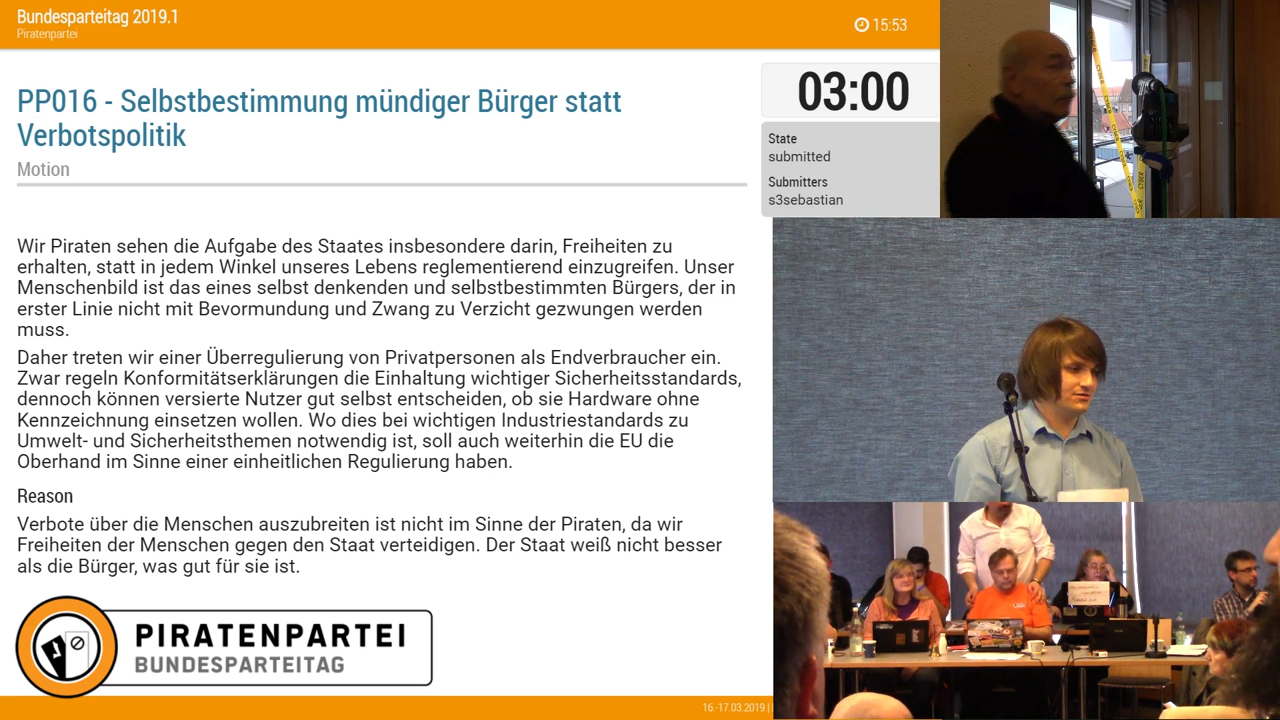 Bundesparteitag 2019.1
Piratenpartei
15:53
PP016 - Selbstbestimmung mündiger Bürger statt
Verbotspolitik
Motion
03:00
State
submitted
Submitters
s3sebastian
Wir Piraten sehen die Aufgabe des Staates insbesondere darin, Freiheiten zu
erhalten, statt in jedem Winkel unseres Lebens reglementierend einzugreifen. Unser
Menschenbild ist das eines selbst denkenden und selbstbestimmten Bürgers, der in
erster Linie nicht mit Bevormundung und Zwang zu Verzicht gezwungen werden
muss.
Daher treten wir einer Überregulierung von Privatpersonen als Endverbraucher ein.
Zwar regeln Konformitätserklärungen die Einhaltung wichtiger Sicherheitsstandards,
dennoch können versierte Nutzer gut selbst entscheiden, ob sie Hardware ohne
Kennzeichnung einsetzen wollen. Wo dies bei wichtigen Industriestandards zu
Umwelt- und Sicherheitsthemen notwendig ist, soll auch weiterhin die EU die
Oberhand im Sinne einer einheitlichen Regulierung haben.
Reason
Verbote über die Menschen auszubreiten ist nicht im Sinne der Piraten, da wir
Freiheiten der Menschen gegen den Staat verteidigen. Der Staat weiß nicht besser
als die Bürger, was gut für sie ist.
PIRATENPARTEI
BUNDESPARTEITAG
16.-17.03.2019 |
CYBER
CYBER
CYBER